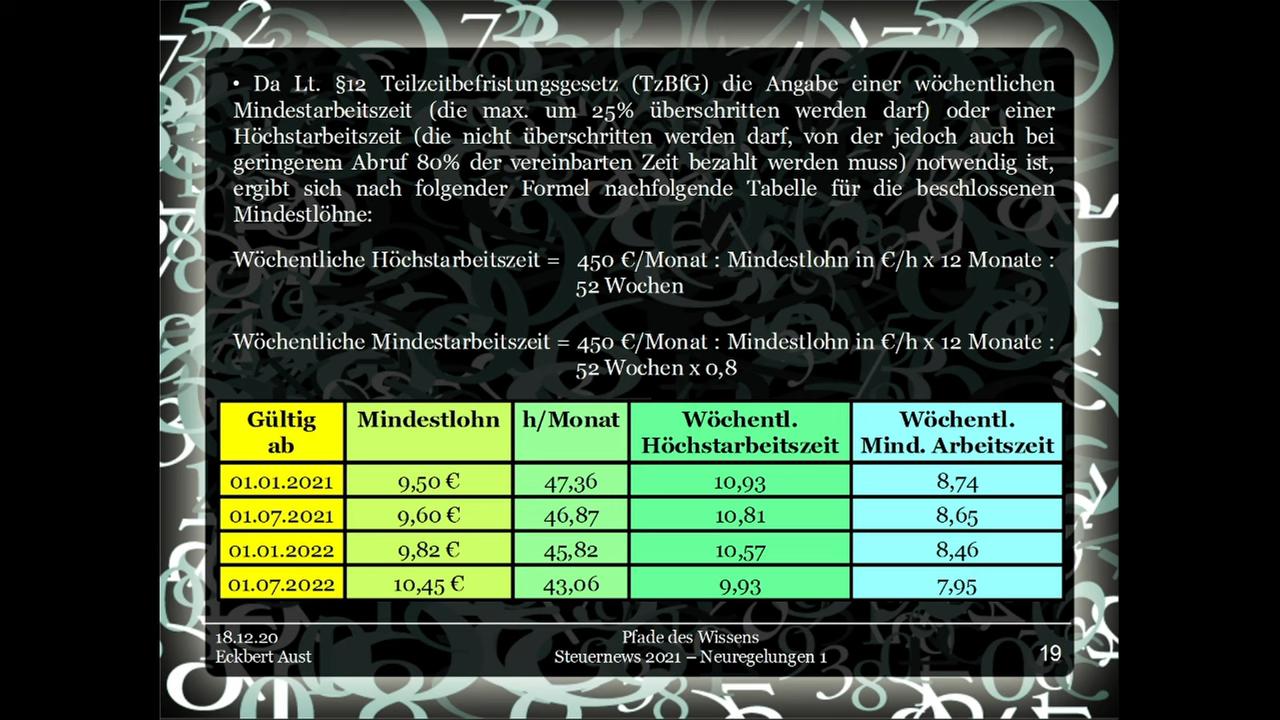 • Da Lt. §12 Teilzeitbefristungsgesetz (TzBfG) die Angabe einer wöchentlichen
Mindestarbeitszeit (die max. um 25% überschritten werden darf) oder einer
Höchstarbeitszeit (die nicht überschritten werden darf, von der jedoch auch bei
geringerem Abruf 80% der vereinbarten Zeit bezahlt werden muss) notwendig ist,
ergibt sich nach folgender Formel nachfolgende Tabelle für die beschlossenen
Mindestlöhne:
Wöchentliche Höchstarbeitszeit = 450 €/Monat : Mindestlohn in €/h x 12 Monate :
52 Wochen
Wöchentliche Mindestarbeitszeit = 450 €/Monat : Mindestlohn in €/h x 12 Monate :
52 Wochen x 0,8
Gültig ab Mindestlohn h/Monat Wöchentl. Höchstarbeitszeit Wöchentl. Mind. Arbeitszeit
01.01.2021 9,50 € 47,36 10,93 8,74
01.07.2021 9,60 € 46,87 10,81 8,65
01.01.2022 9,82 € 45,82 10,57 8,46
01.07.2022 10,45 € 43,06 9,93 7,95
18.12.20 Pfade des Wissens
Eckbert Aust Steuernews 2021 – Neuregelungen 1 19